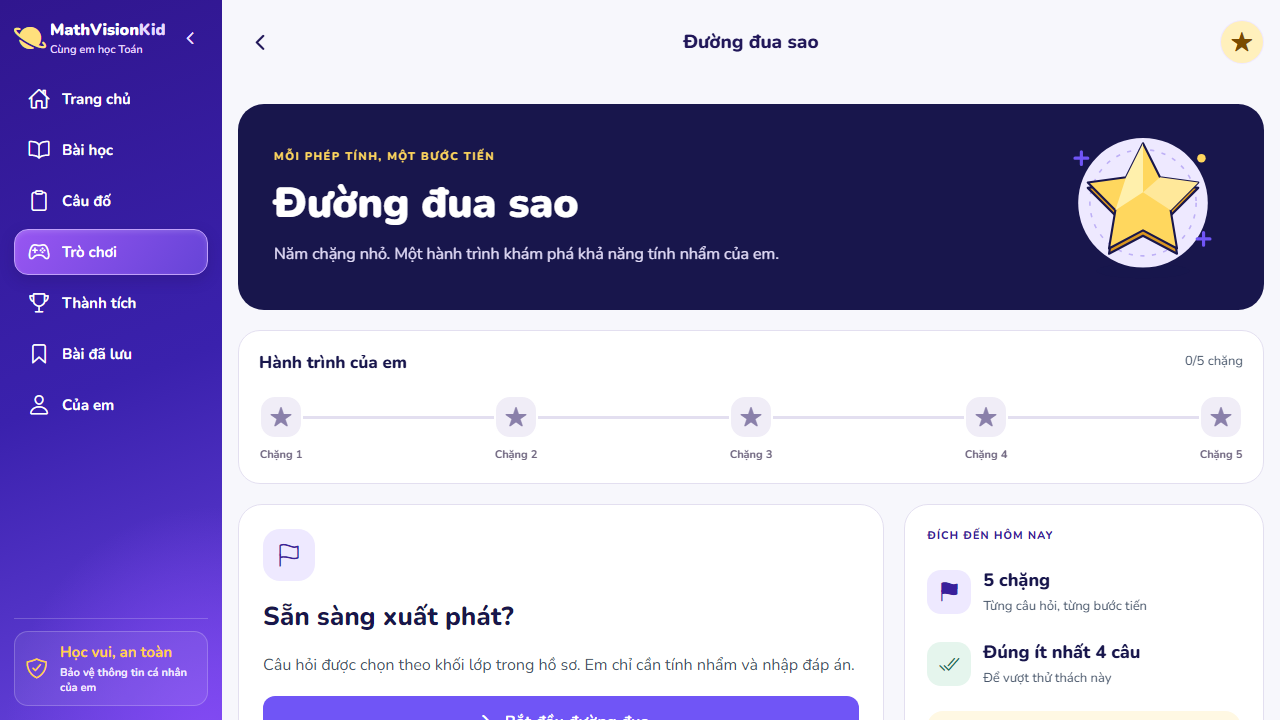 MathVisionKid
Cùng em học Toán
Trang chủ
Bài học
Câu đố
Trò chơi
Thành tích
Bài đã lưu
Của em
Học vui, an toàn
Bảo vệ thông tin cá nhân
của em
Đường đua sao
MỖI PHÉP TÍNH, MỘT BƯỚC TIẾN
Đường đua sao
Năm chặng nhỏ. Một hành trình khám phá khả năng tính nhẩm của em.
Hành trình của em
0/5 chặng
Chặng 1
Chặng 2
Chặng 3
Chặng 4
Chặng 5
Sẵn sàng xuất phát?
Câu hỏi được chọn theo khối lớp trong hồ sơ. Em chỉ cần tính nhẩm và nhập đáp án.
Bắt đầu đường đua
ĐÍCH ĐẾN HÔM NAY
5 chặng
Từng câu hỏi, từng bước tiến
Đúng ít nhất 4 câu
Để vượt thử thách này